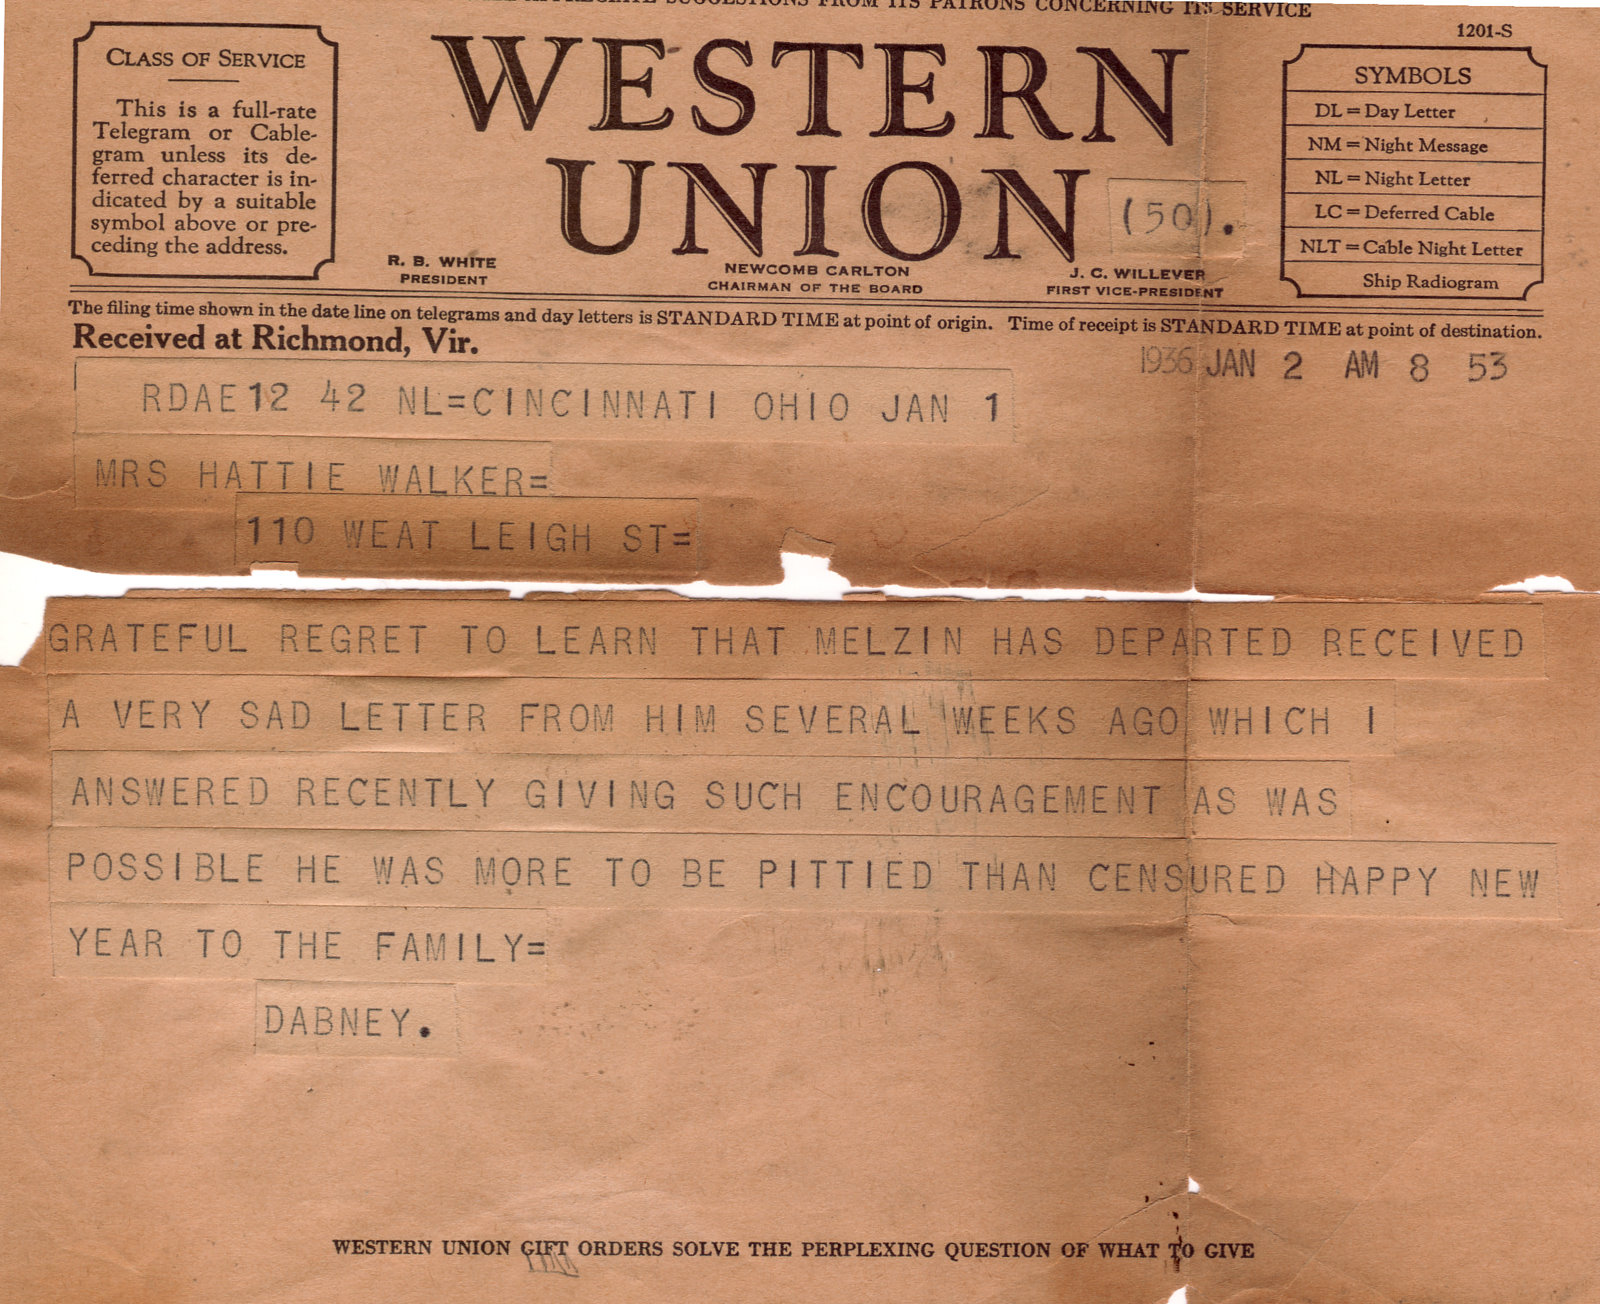 APPRECIATE SUGGESTIONS FROM ITS PATRONS CONCERNING ITS SERVICE
1201-S
CLASS OF SERVICE
This is a full-rate
Telegram or Cable-
gram unless its de-
ferred character is in-
dicated by a suitable
symbol above or pre-
ceding the address.
WESTERN
UNION
(50).
R. B. WHITE
PRESIDENT
NEWCOMB CARLTON
CHAIRMAN OF THE BOARD
J. C. WILLEVER
FIRST VICE-PRESIDENT
SYMBOLS
DL = Day Letter
NM = Night Message
NL = Night Letter
LC = Deferred Cable
NLT = Cable Night Letter
Ship Radiogram
The filing time shown in the date line on telegrams and day letters is STANDARD TIME at point of origin. Time of receipt is STANDARD TIME at point of destination.
Received at Richmond, Vir.
1936 JAN 2 AM 8 53
RDAE12 42 NL=CINCINNATI OHIO JAN 1
MRS HATTIE WALKER=
110 WEAT LEIGH ST=
GRATEFUL REGRET TO LEARN THAT MELZIN HAS DEPARTED RECEIVED
A VERY SAD LETTER FROM HIM SEVERAL WEEKS AGO WHICH I
ANSWERED RECENTLY GIVING SUCH ENCOURAGEMENT AS WAS
POSSIBLE HE WAS MORE TO BE PITTIED THAN CENSURED HAPPY NEW
YEAR TO THE FAMILY=
DABNEY.
WESTERN UNION GIFT ORDERS SOLVE THE PERPLEXING QUESTION OF WHAT TO GIVE